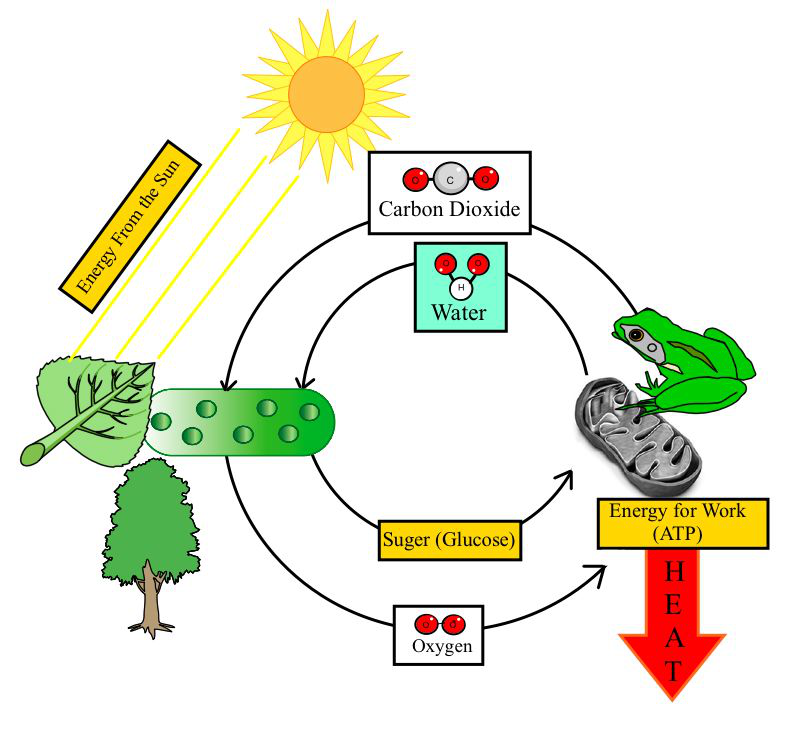 Energy From the Sun
O C O
Carbon Dioxide
O O
H
Water
Suger (Glucose)
Energy for Work
(ATP)
H
E
A
T
O O
Oxygen